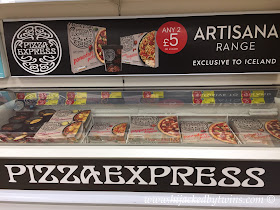 PIZZA
EXPRESS
ANY 2
£5
ARTISANA
RANGE
EXCLUSIVE TO ICELAND
PIZZAEXPRESS
www.hijackedbytwins.com ©